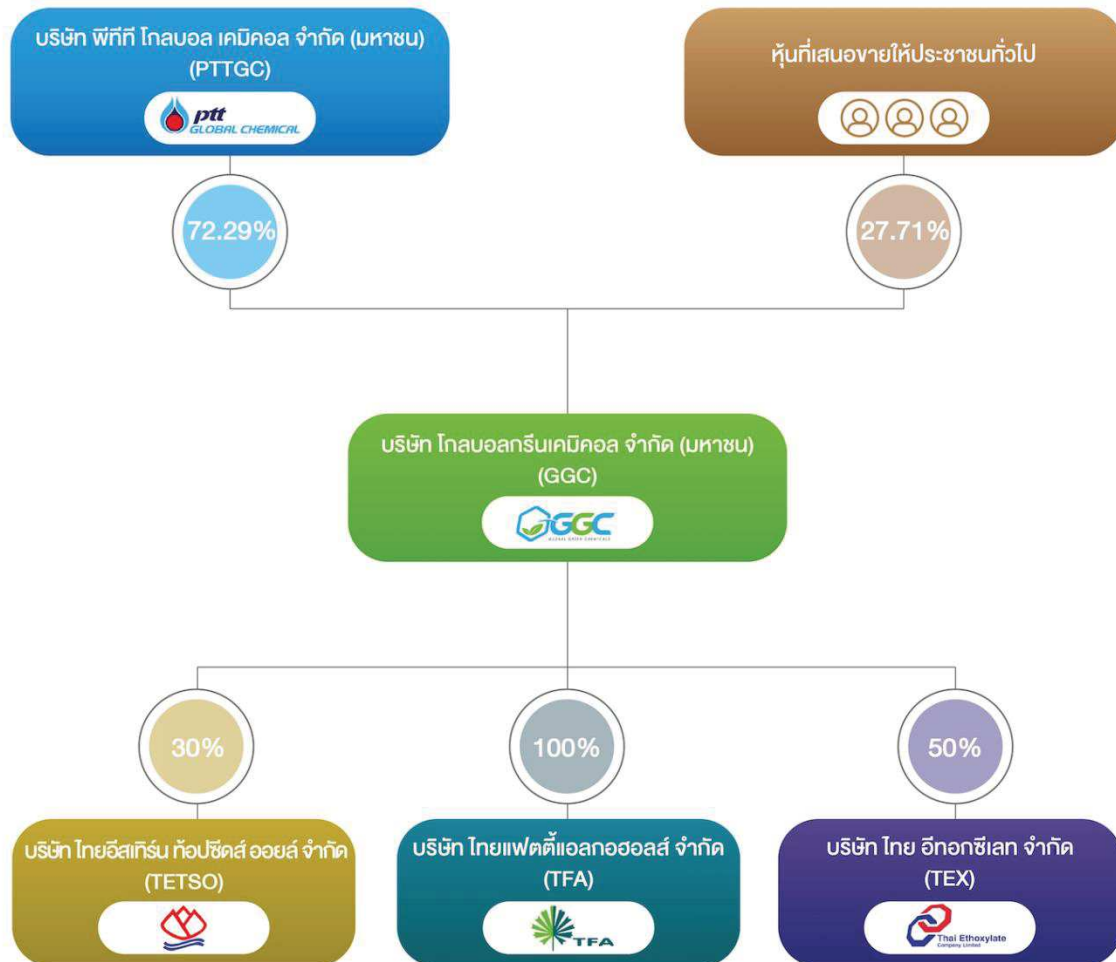 บริษัท พีทีที โกลบอล เคมิคอล จำกัด (มหาชน)
(PTTGC)
ptt
GLOBAL CHEMICAL
หุ้นที่เสนอขายให้ประชาชนทั่วไป
72.29%
27.71%
บริษัท โกลบอลกรีนเคมิคอล จำกัด (มหาชน)
(GGC)
GGC
GLOBAL GREEN CHEMICALS
30%
100%
50%
บริษัท ไทยอีสเทิร์น ท้อปซีดส์ ออยล์ จำกัด
(TETSO)
บริษัท ไทยแฟตตี้แอลกอฮอลส์ จำกัด
(TFA)
TFA
บริษัท ไทย อีทอกซีเลท จำกัด
(TEX)
Thai Ethoxylate
Company Limited